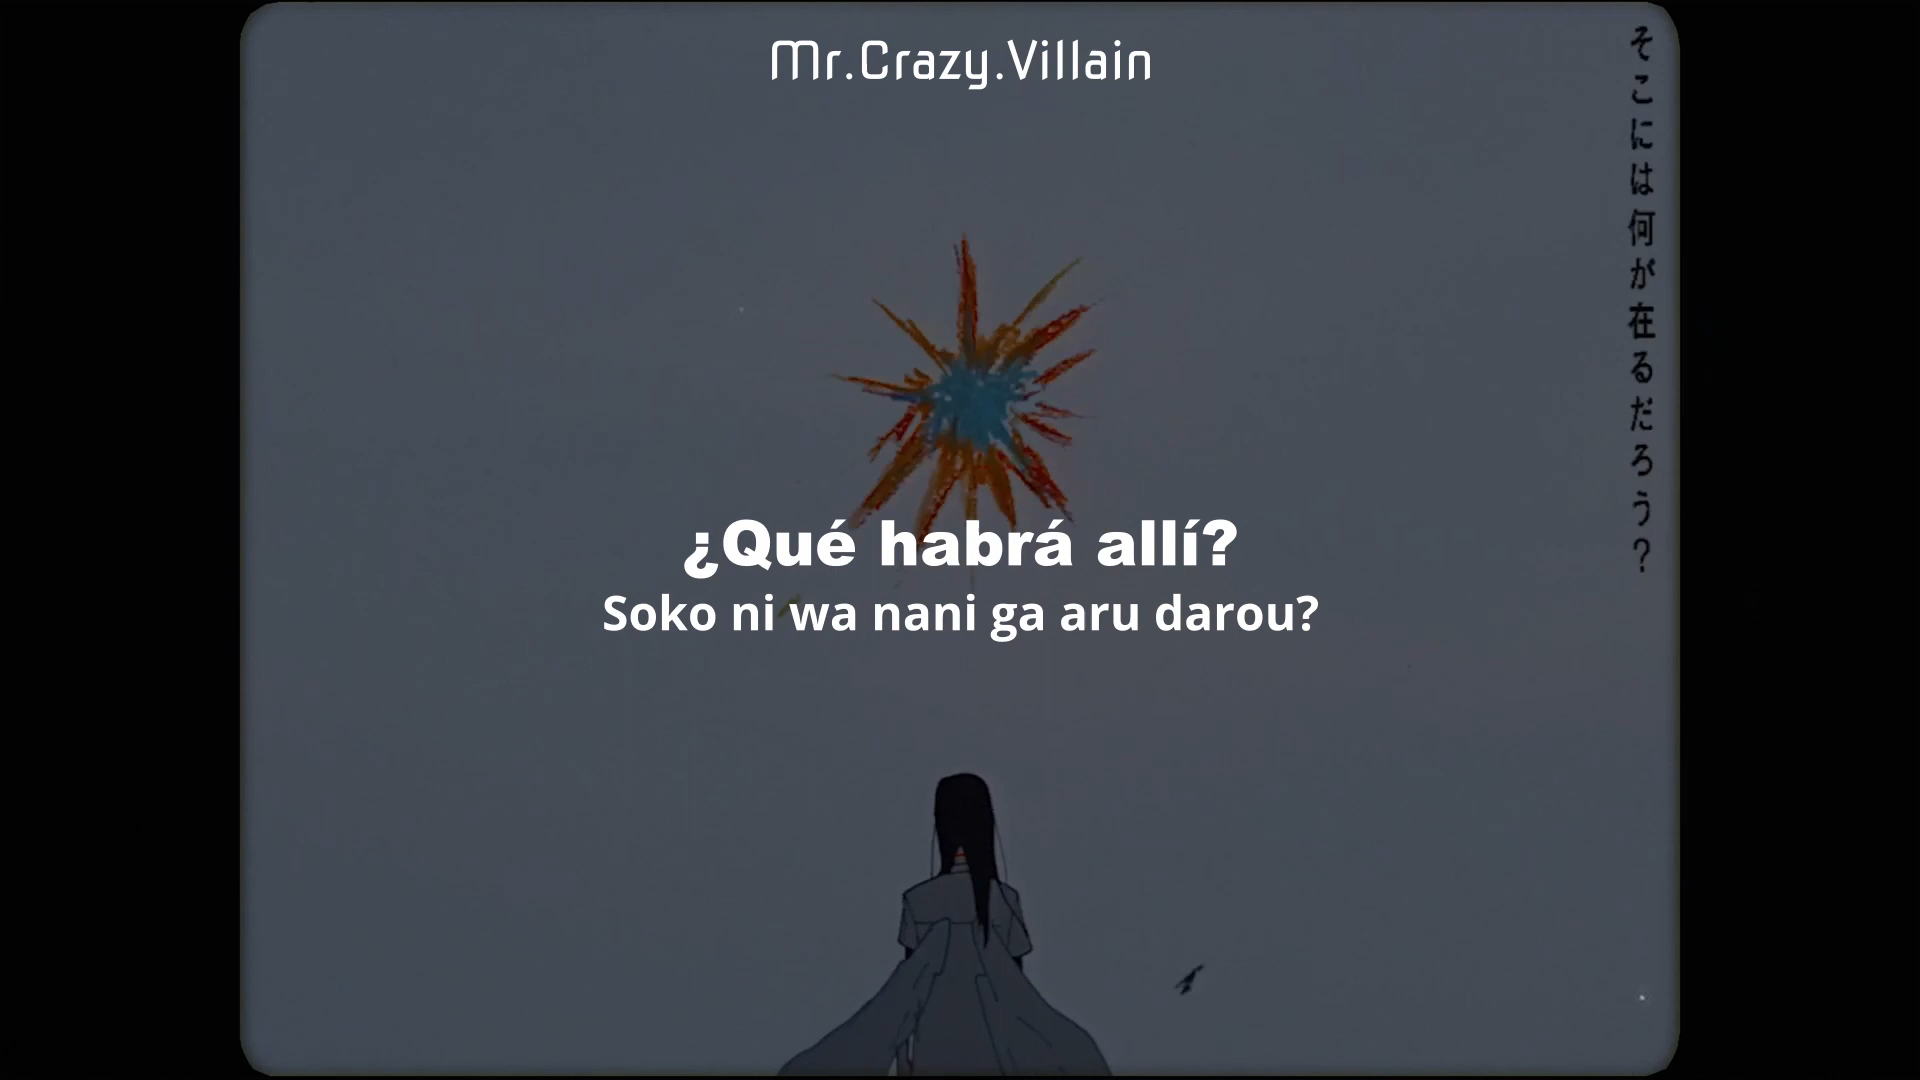 Mr.Crazy.Villain
そこには何が在るだろう?
¿Qué habrá allí?
Soko ni wa nani ga aru darou?